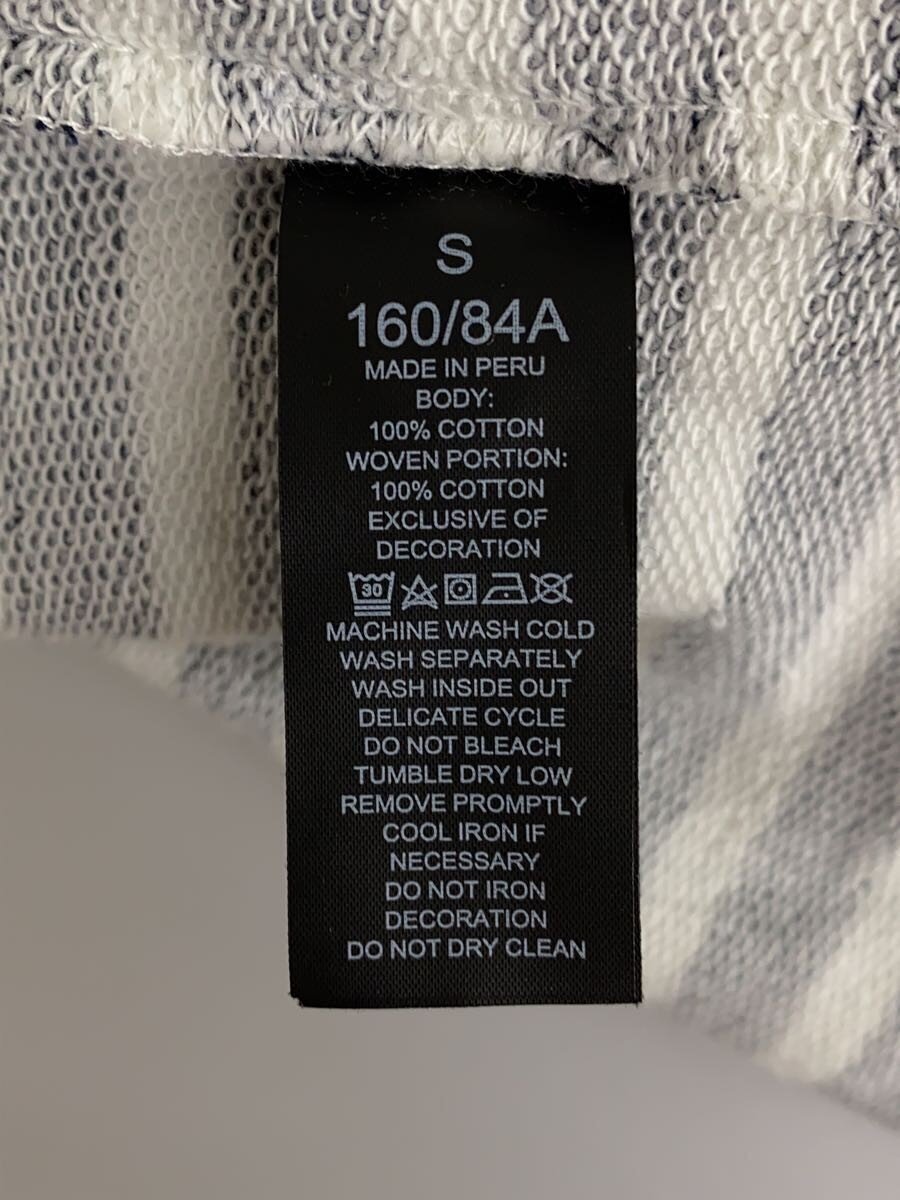 S
160/84A
MADE IN PERU
BODY:
100% COTTON
WOVEN PORTION:
100% COTTON
EXCLUSIVE OF
DECORATION
30
MACHINE WASH COLD
WASH SEPARATELY
WASH INSIDE OUT
DELICATE CYCLE
DO NOT BLEACH
TUMBLE DRY LOW
REMOVE PROMPTLY
COOL IRON IF
NECESSARY
DO NOT IRON
DECORATION
DO NOT DRY CLEAN